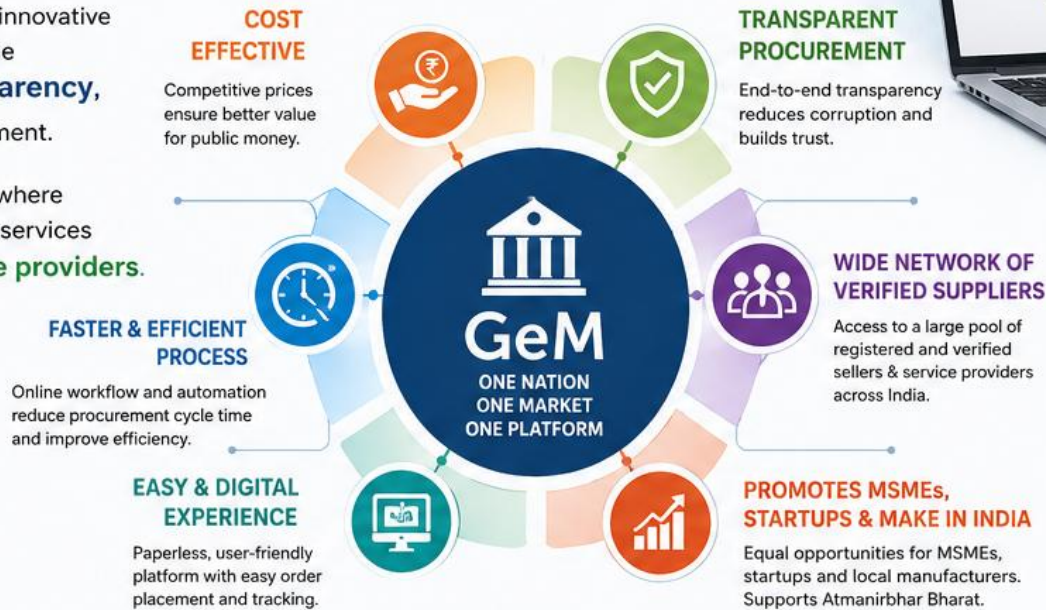 innovative
arency,
ment.
where
services
e providers.
COST
EFFECTIVE
Competitive prices
ensure better value
for public money.
TRANSPARENT
PROCUREMENT
End-to-end transparency
reduces corruption and
builds trust.
FASTER & EFFICIENT
PROCESS
Online workflow and automation
reduce procurement cycle time
and improve efficiency.
GeM
ONE NATION
ONE MARKET
ONE PLATFORM
WIDE NETWORK OF
VERIFIED SUPPLIERS
Access to a large pool of
registered and verified
sellers & service providers
across India.
EASY & DIGITAL
EXPERIENCE
Paperless, user-friendly
platform with easy order
placement and tracking.
PROMOTES MSMEs,
STARTUPS & MAKE IN INDIA
Equal opportunities for MSMEs,
startups and local manufacturers.
Supports Atmanirbhar Bharat.